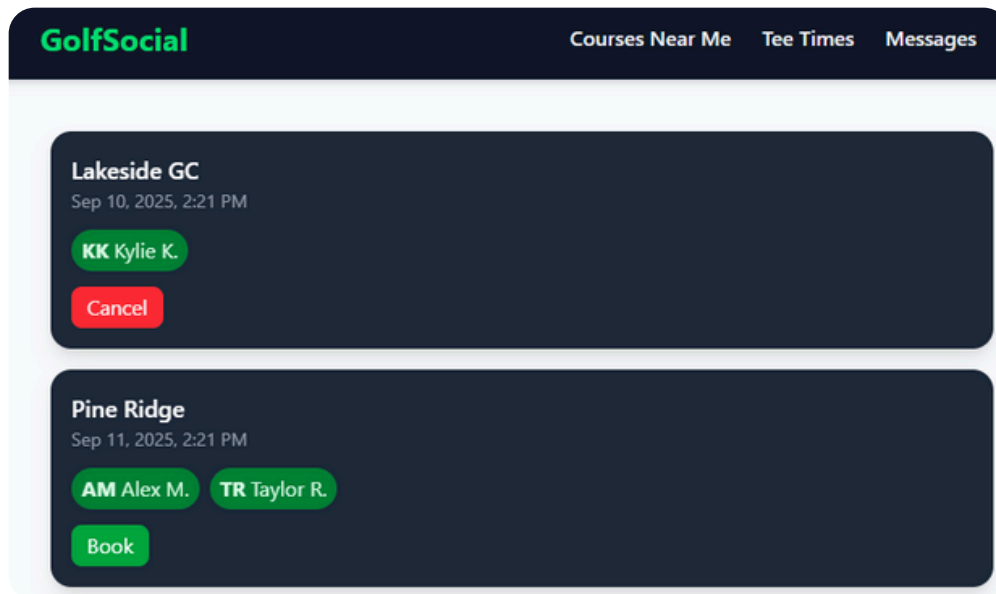 GolfSocial Courses Near Me Tee Times Messages
Lakeside GC
Sep 10, 2025, 2:21 PM
KK Kylie K.
Cancel
Pine Ridge
Sep 11, 2025, 2:21 PM
AM Alex M. TR Taylor R.
Book